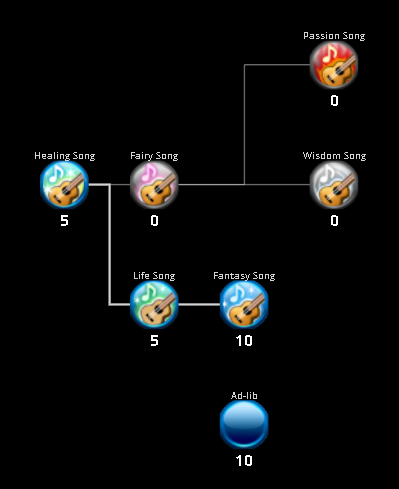 Passion Song
0
Healing Song
5
Fairy Song
0
Wisdom Song
0
Life Song
5
Fantasy Song
10
Ad-lib
10